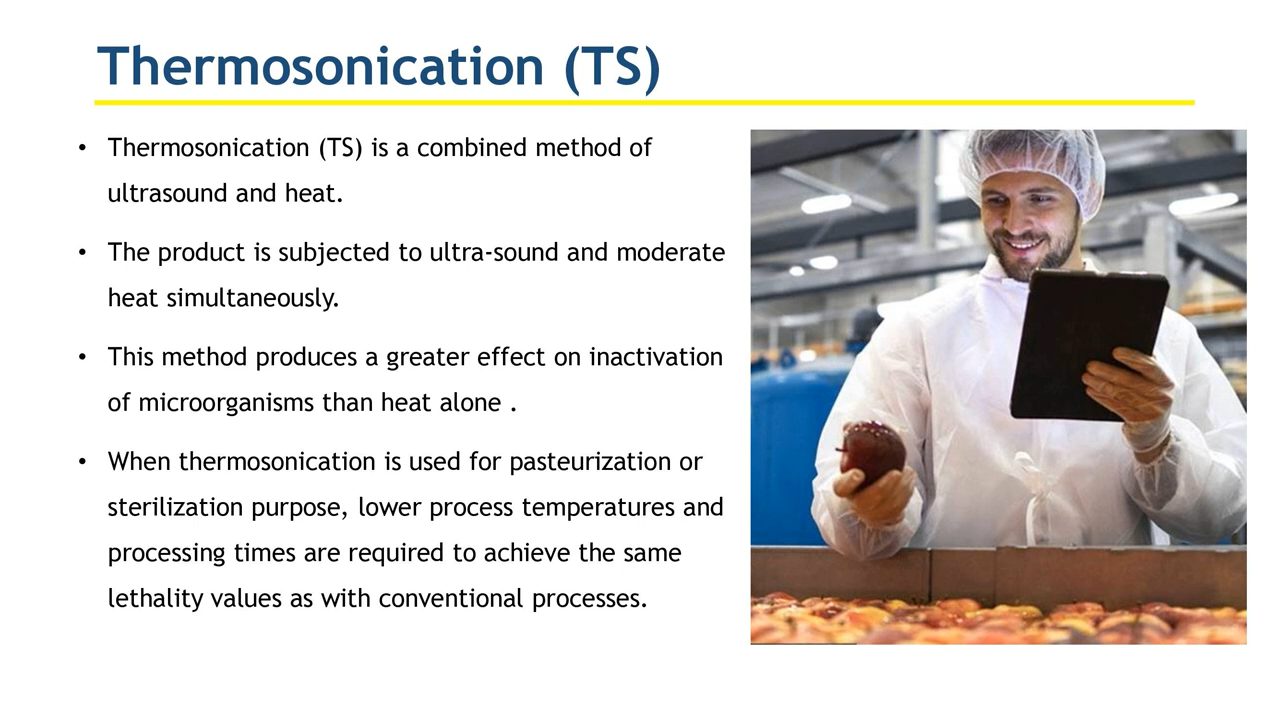 Thermosonication (TS)
• Thermosonication (TS) is a combined method of
ultrasound and heat.
• The product is subjected to ultra-sound and moderate
heat simultaneously.
• This method produces a greater effect on inactivation
of microorganisms than heat alone .
• When thermosonication is used for pasteurization or
sterilization purpose, lower process temperatures and
processing times are required to achieve the same
lethality values as with conventional processes.